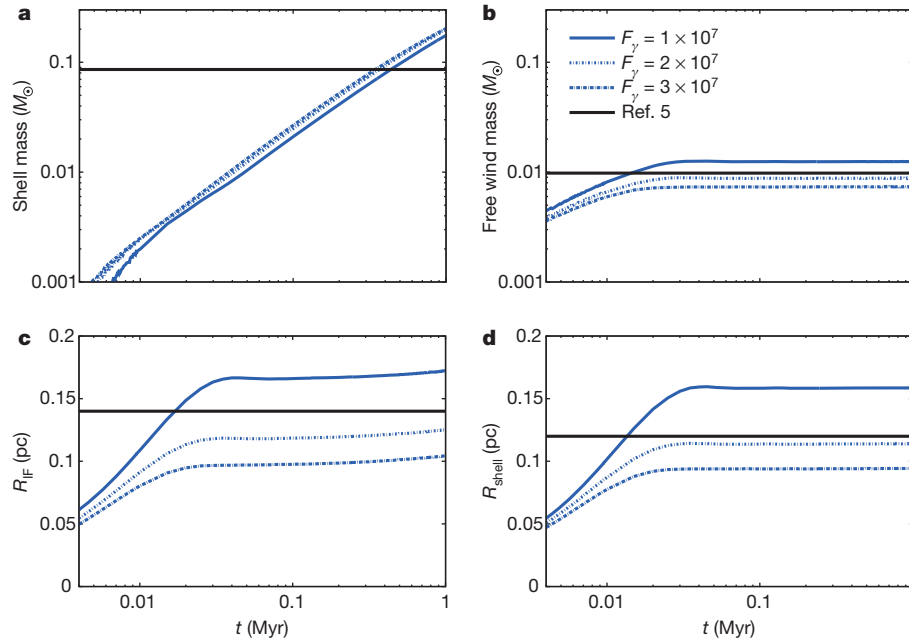 a
b
Shell mass (M☉)
0.1
0.01
0.001
Free wind mass (M☉)
0.1
0.01
0.001
Fγ = 1 × 10⁷
Fγ = 2 × 10⁷
Fγ = 3 × 10⁷
Ref. 5
c
d
R_IF (pc)
0.2
0.15
0.1
0.05
0
0.01
0.1
1
t (Myr)
R_shell (pc)
0.2
0.15
0.1
0.05
0
0.01
0.1
1
t (Myr)